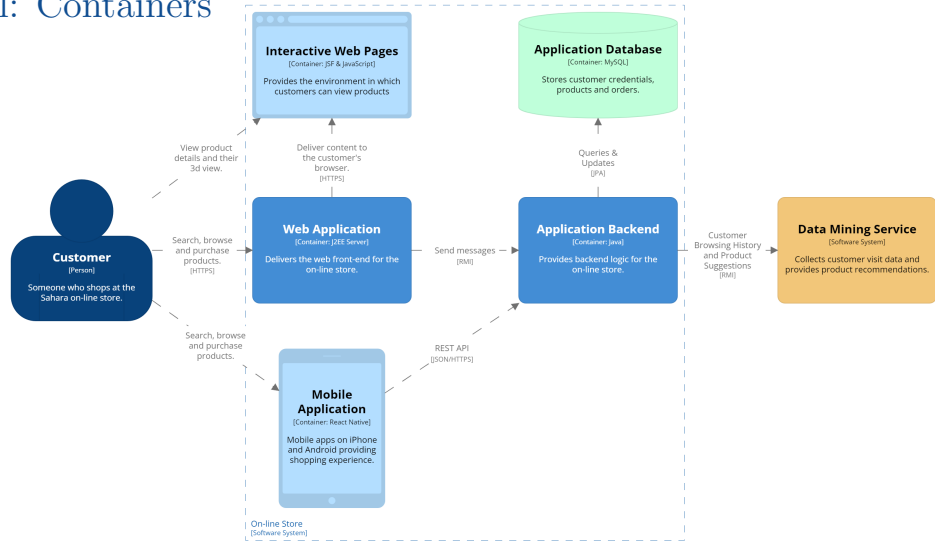 l: Containers
Interactive Web Pages
[Container: JSF & JavaScript]
Provides the environment in which
customers can view products
Application Database
[Container: MySQL]
Stores customer credentials,
products and orders.
View product
details and their
3d view.
Deliver content to
the customer's
browser.
[HTTPS]
Queries &
Updates
[JPA]
Customer
[Person]
Someone who shops at the
Sahara on-line store.
Search, browse
and purchase
products.
[HTTPS]
Web Application
[Container: J2EE Server]
Delivers the web front-end for the
on-line store.
Send messages
[RMI]
Application Backend
[Container: Java]
Provides backend logic for the
on-line store.
Customer
Browsing History
and Product
Suggestions
[RMI]
Data Mining Service
[Software System]
Collects customer visit data and
provides product recommendations.
Search, browse
and purchase
products.
REST API
[JSON/HTTPS]
Mobile
Application
[Container: React Native]
Mobile apps on iPhone
and Android providing
shopping experience.
On-line Store
[Software System]